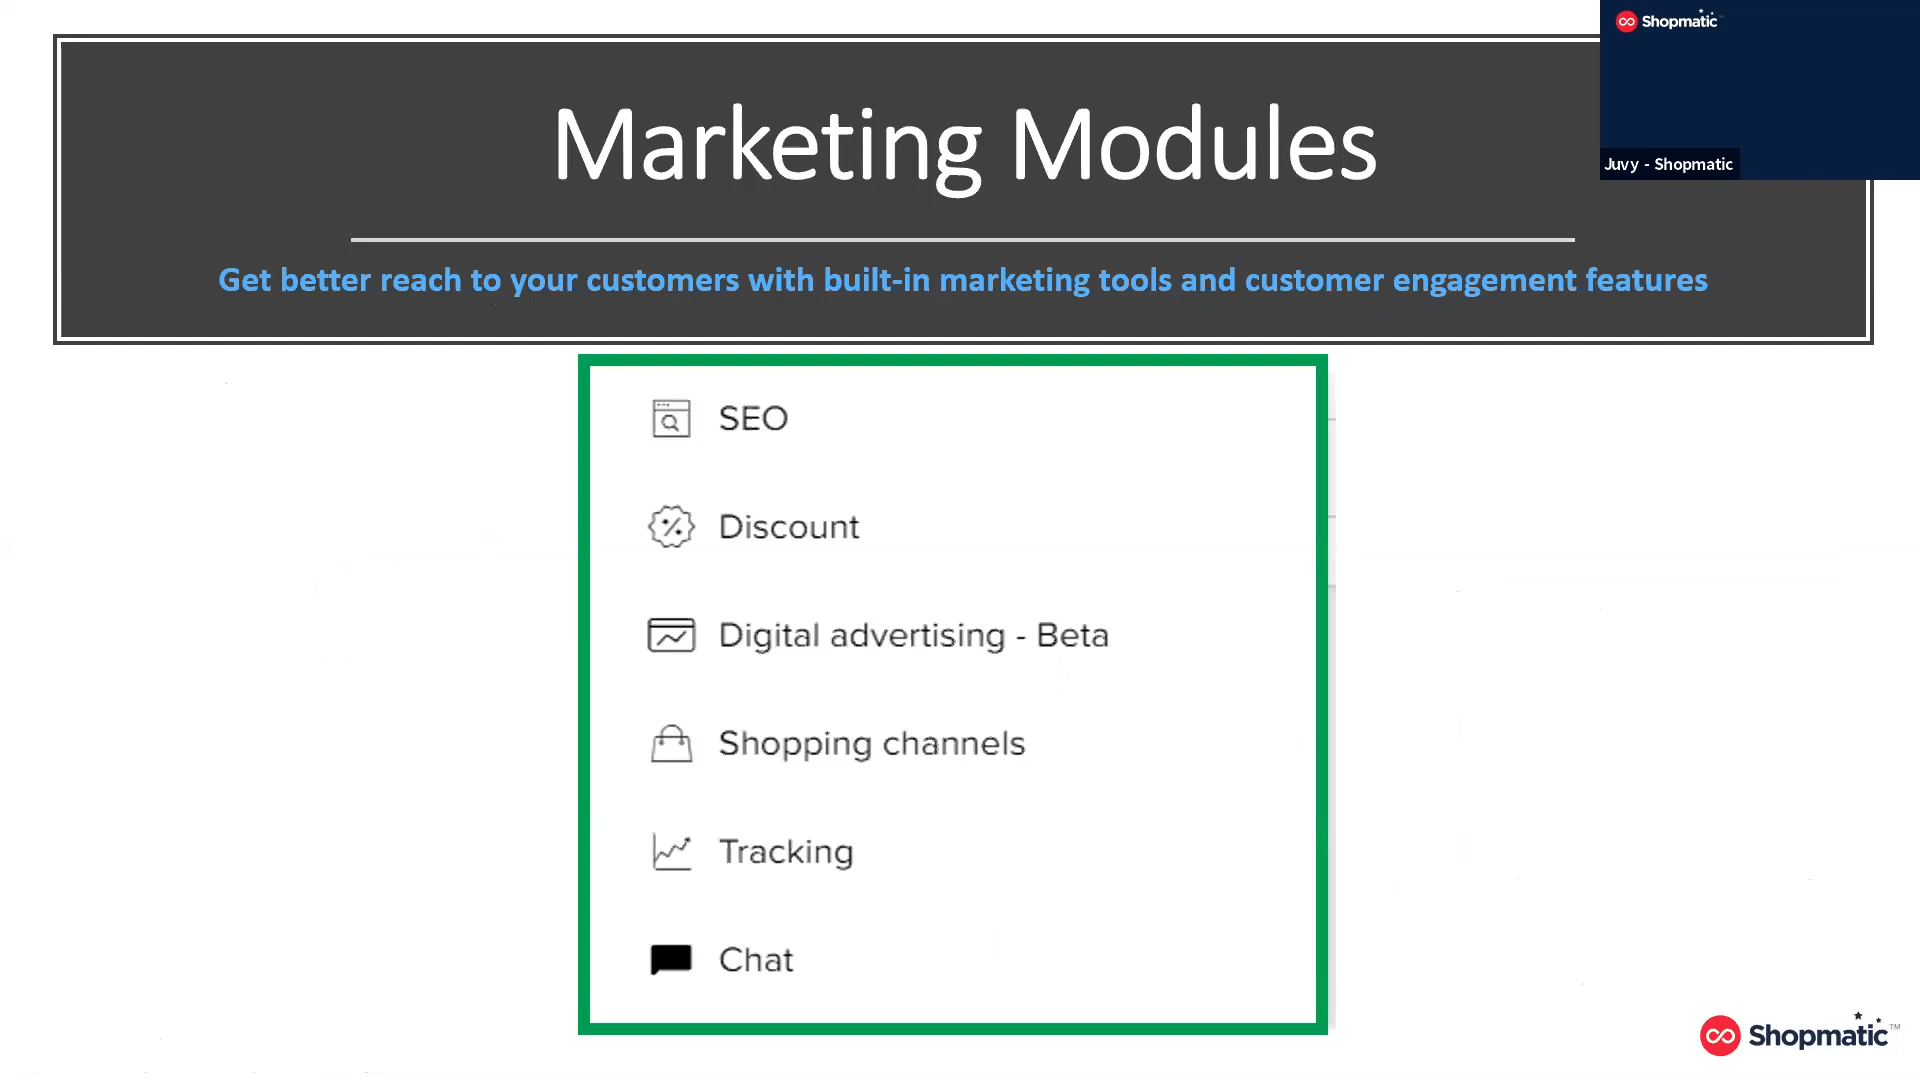 Shopmatic
Juvy - Shopmatic
Marketing Modules
Get better reach to your customers with built-in marketing tools and customer engagement features
SEO
Discount
Digital advertising - Beta
Shopping channels
Tracking
Chat
Shopmatic™